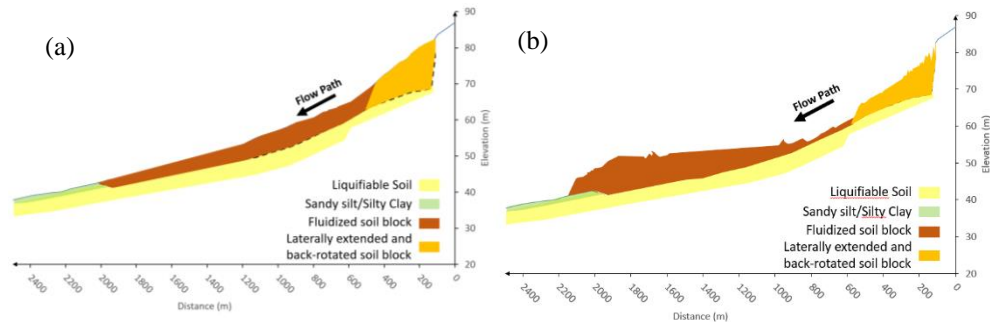 (a)
Flow Path
Liquifiable Soil
Sandy silt/Silty Clay
Fluidized soil block
Laterally extended and
back-rotated soil block
90
80
70
60
50
40
30
20
Elevation (m)
2400
2200
2000
1800
1600
1400
1200
1000
800
600
400
200
0
Distance (m)
(b)
Flow Path
Liquifiable Soil
Sandy silt/Silty Clay
Fluidized soil block
Laterally extended and
back-rotated soil block
90
80
70
60
50
40
30
20
Elevation (m)
2400
2200
2000
1800
1600
1400
1200
1000
800
600
400
200
0
Distance (m)